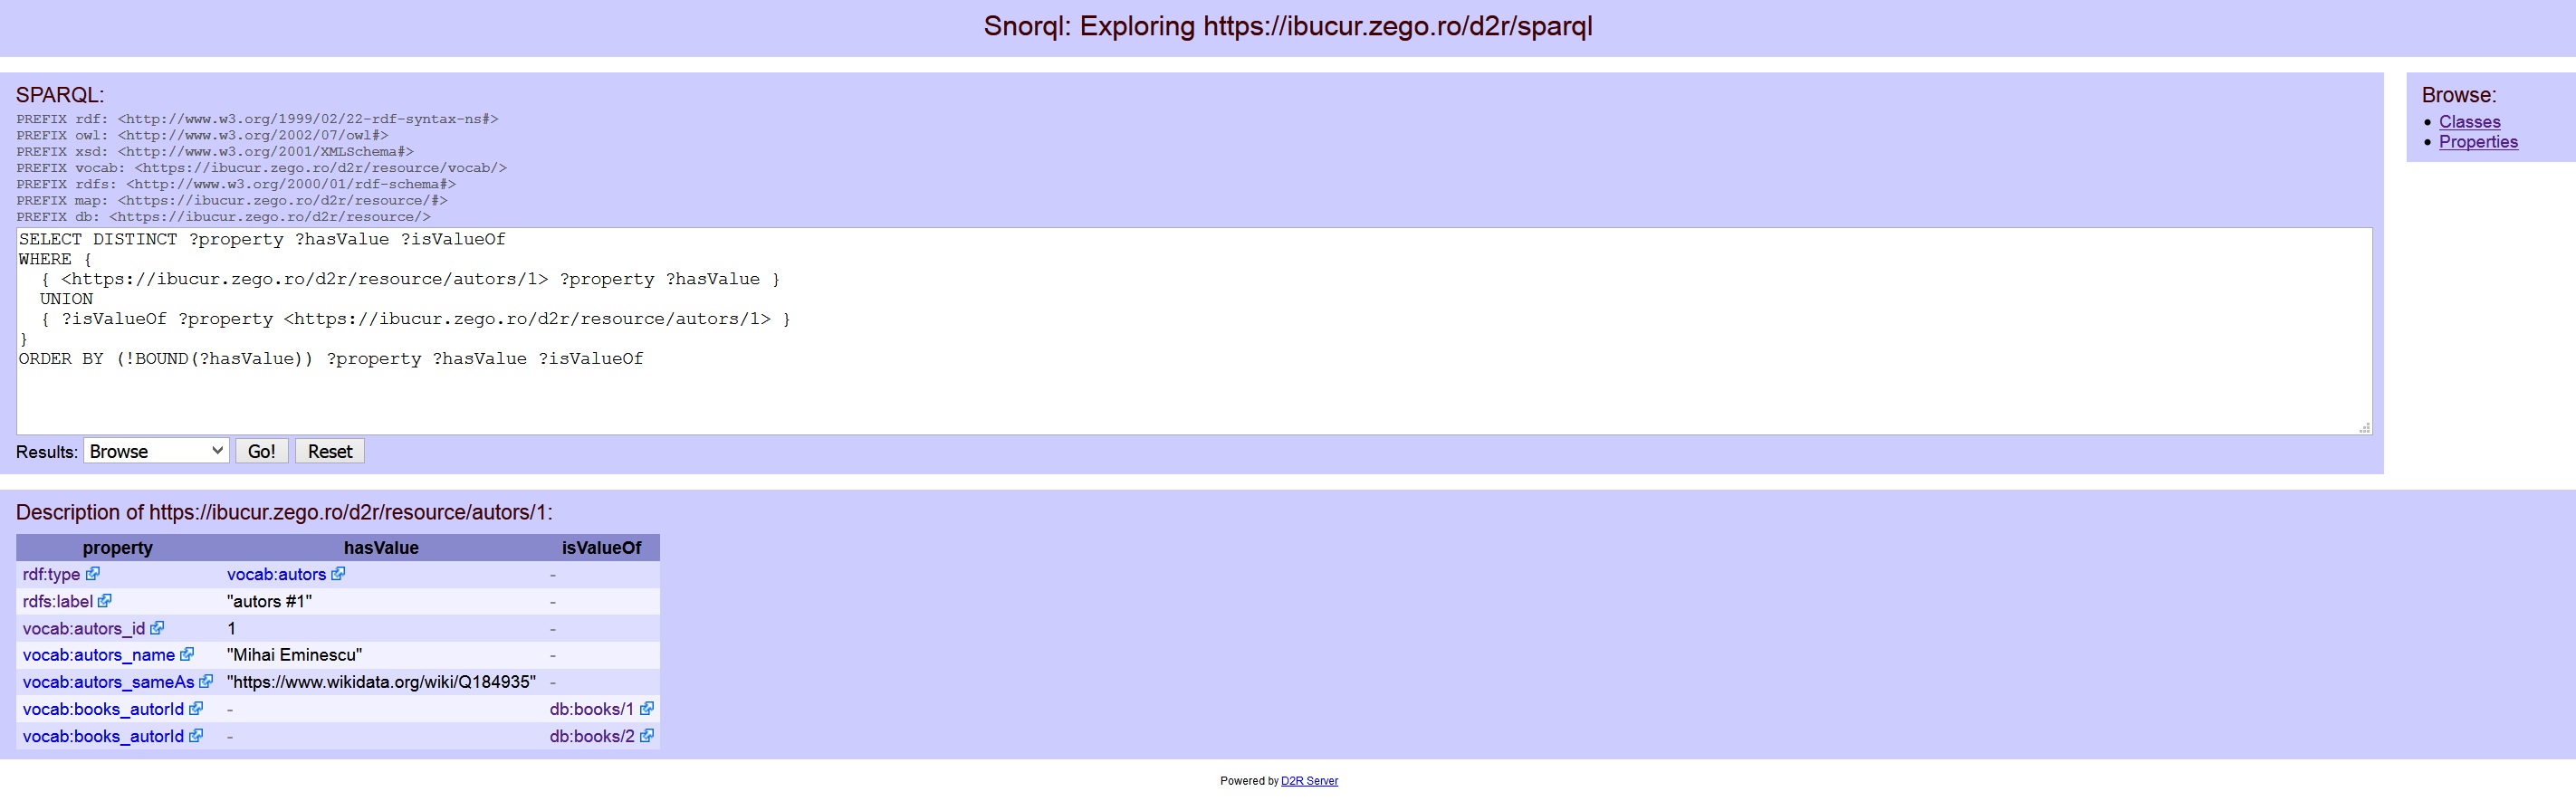 Snorql: Exploring https://ibucur.zego.ro/d2r/sparql
SPARQL:
PREFIX rdf: <http://www.w3.org/1999/02/22-rdf-syntax-ns#>
PREFIX owl: <http://www.w3.org/2002/07/owl#>
PREFIX xsd: <http://www.w3.org/2001/XMLSchema#>
PREFIX vocab: <https://ibucur.zego.ro/d2r/resource/vocab/>
PREFIX rdfs: <http://www.w3.org/2000/01/rdf-schema#>
PREFIX map: <https://ibucur.zego.ro/d2r/resource/#>
PREFIX db: <https://ibucur.zego.ro/d2r/resource/>
SELECT DISTINCT ?property ?hasValue ?isValueOf
WHERE {
  { <https://ibucur.zego.ro/d2r/resource/autors/1> ?property ?hasValue }
  UNION
  { ?isValueOf ?property <https://ibucur.zego.ro/d2r/resource/autors/1> }
}
ORDER BY (!BOUND(?hasValue)) ?property ?hasValue ?isValueOf
Results: Browse Go! Reset
Browse:
• Classes
• Properties
Description of https://ibucur.zego.ro/d2r/resource/autors/1:
property hasValue isValueOf
rdf:type vocab:autors -
rdfs:label "autors #1" -
vocab:autors_id 1 -
vocab:autors_name "Mihai Eminescu" -
vocab:autors_sameAs "https://www.wikidata.org/wiki/Q184935" -
vocab:books_autorId - db:books/1
vocab:books_autorId - db:books/2
Powered by D2R Server